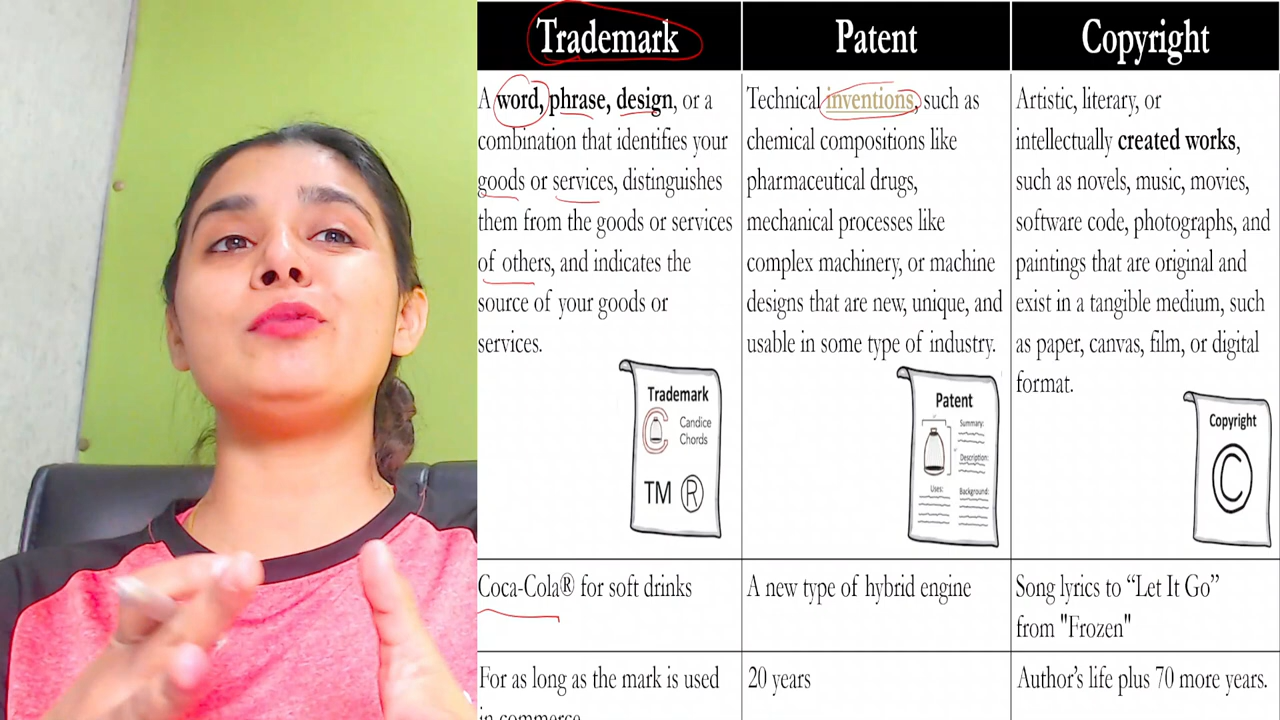 Trademark
Patent
Copyright
A word, phrase, design, or a
combination that identifies your
goods or services, distinguishes
them from the goods or services
of others, and indicates the
source of your goods or
services.
Trademark
C
Candice
Chords
TM ®
Technical inventions, such as
chemical compositions like
pharmaceutical drugs,
mechanical processes like
complex machinery, or machine
designs that are new, unique, and
usable in some type of industry.
Patent
Summary:
Description:
Uses:
Background:
Artistic, literary, or
intellectually created works,
such as novels, music, movies,
software code, photographs, and
paintings that are original and
exist in a tangible medium, such
as paper, canvas, film, or digital
format.
Copyright
©
Coca-Cola® for soft drinks
A new type of hybrid engine
Song lyrics to “Let It Go”
from "Frozen"
For as long as the mark is used
in commerce
20 years
Author’s life plus 70 more years.